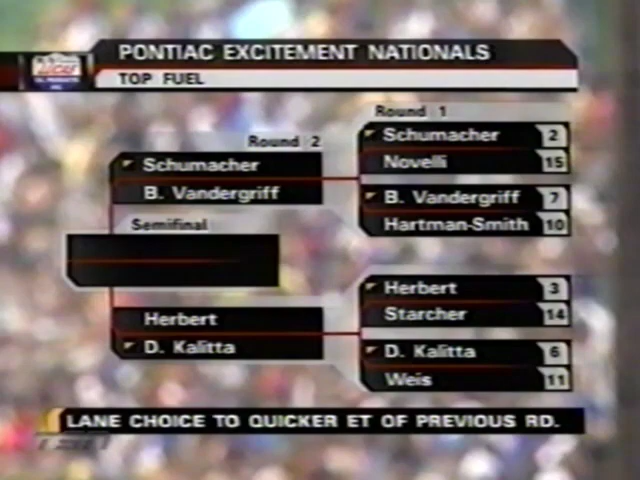 PONTIAC EXCITEMENT NATIONALS
TOP FUEL
Round 1
Schumacher 2
Novelli 15
B. Vandergriff 7
Hartman-Smith 10
Herbert 3
Starcher 14
D. Kalitta 6
Weis 11
Round 2
Schumacher
B. Vandergriff
Herbert
D. Kalitta
Semifinal
LANE CHOICE TO QUICKER ET OF PREVIOUS RD.